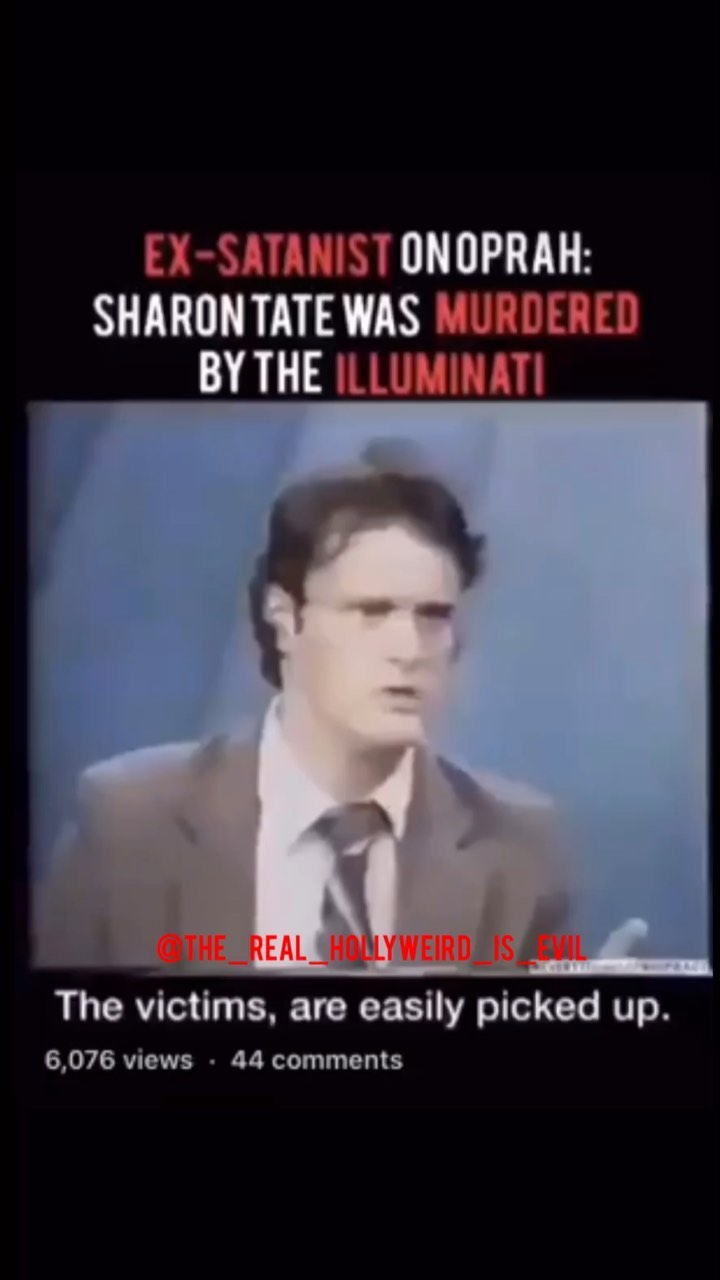 EX-SATANIST ON OPRAH:
SHARON TATE WAS MURDERED
BY THE ILLUMINATI
@THE_REAL_HOLLYWEIRD_IS_EVIL
The victims, are easily picked up.
6,076 views · 44 comments